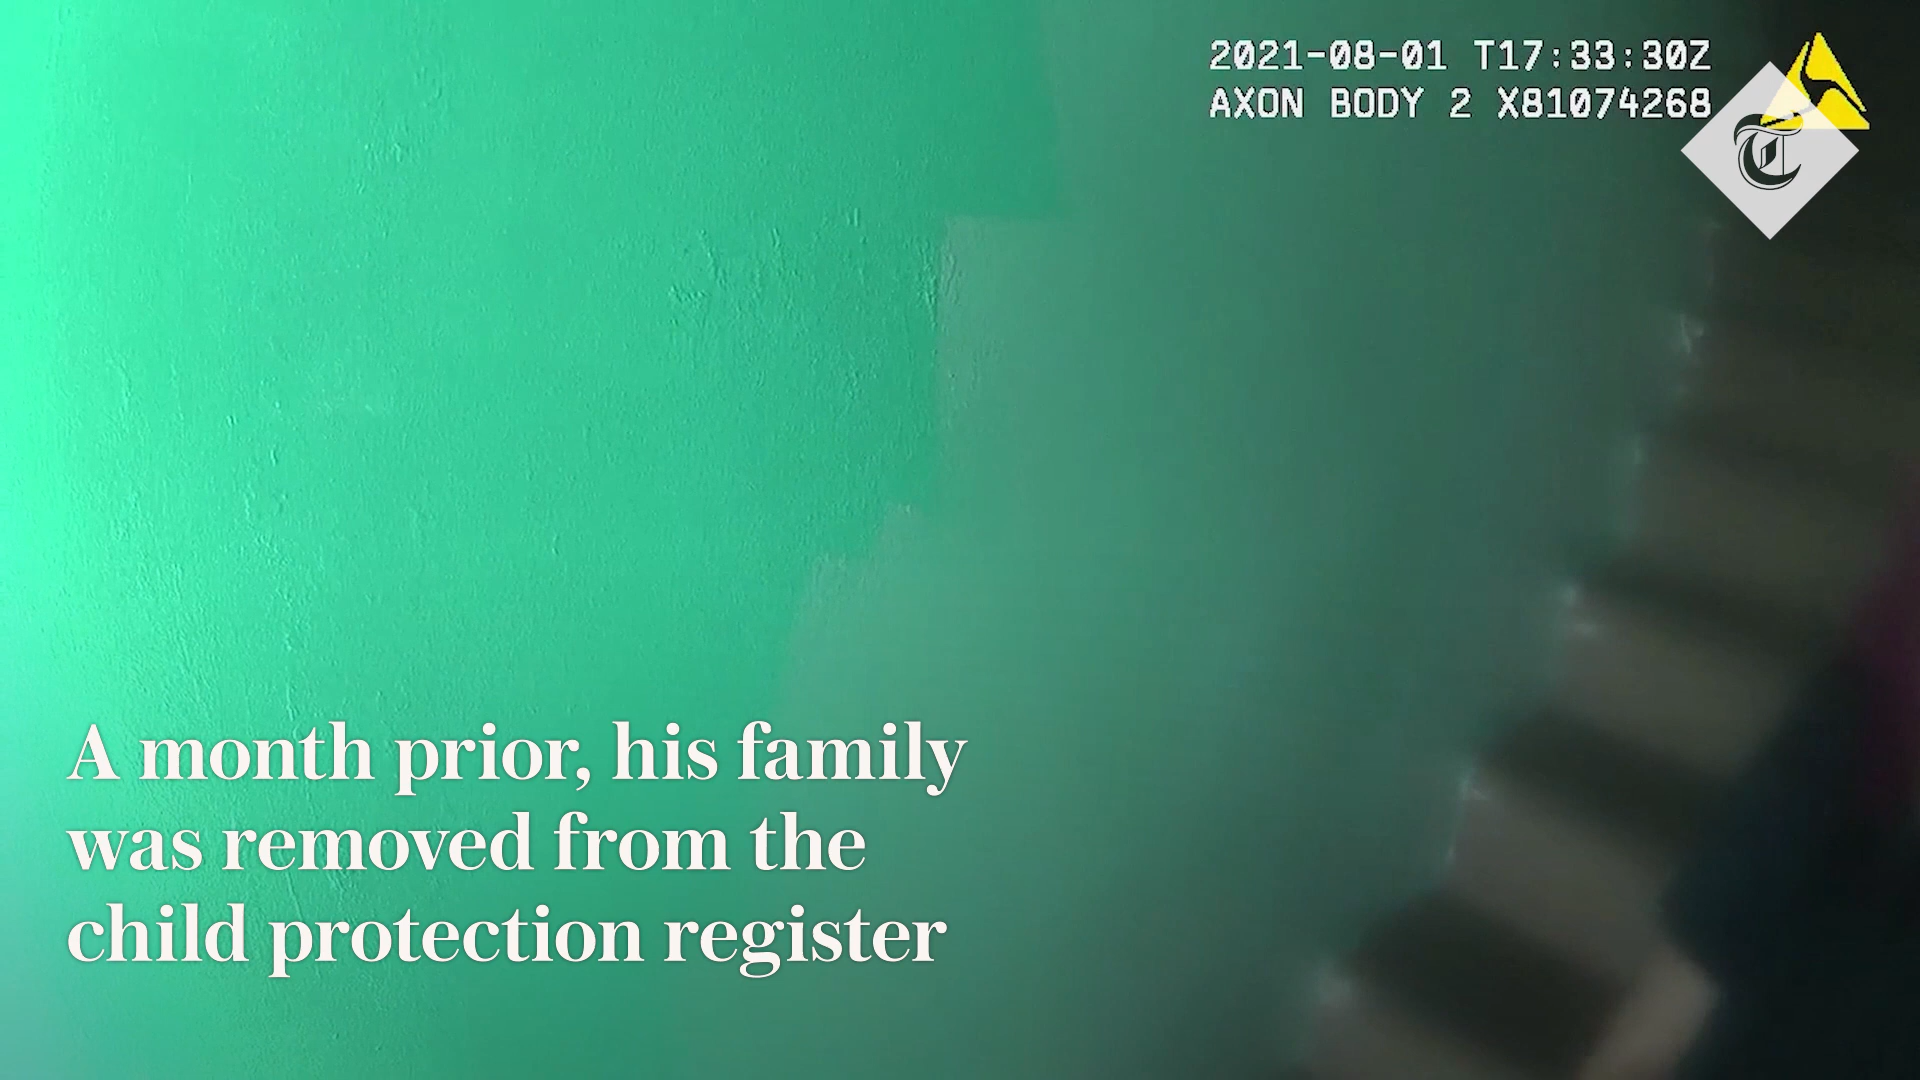 2021-08-01 T17:33:30Z
AXON BODY 2 X81074268
T
A month prior, his family
was removed from the
child protection register